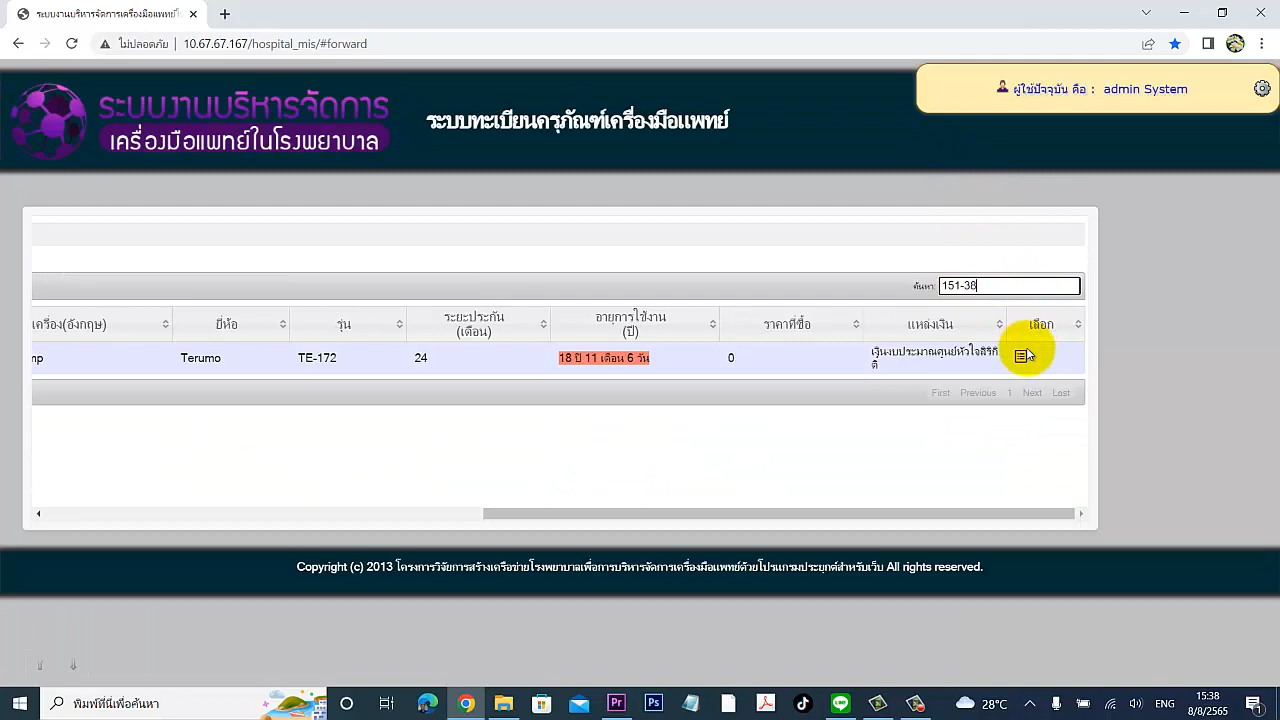 ระบบงานบริหารจัดการเครื่องมือแพทย์ใ
ไม่ปลอดภัย 10.67.67.167/hospital_mis/#forward
ระบบงานบริหารจัดการ
เครื่องมือแพทย์ในโรงพยาบาล
ระบบทะเบียนครุภัณฑ์เครื่องมือแพทย์
ผู้ใช้ปัจจุบัน คือ : admin System
ค้นหา: 151-38
เครื่อง(อังกฤษ) ยี่ห้อ รุ่น ระยะประกัน (เดือน) อายุการใช้งาน (ปี) ราคาที่ซื้อ แหล่งเงิน เลือก
mp Terumo TE-172 24 18 ปี 11 เดือน 6 วัน 0 เงินงบประมาณศูนย์หัวใจสิริกิ
ติ์
First Previous 1 Next Last
Copyright (c) 2013 โครงการวิจัยการสร้างเครือข่ายโรงพยาบาลเพื่อการบริหารจัดการเครื่องมือแพทย์ด้วยโปรแกรมประยุกต์สำหรับเว็บ All rights reserved.
พิมพ์ที่นี่เพื่อค้นหา
28°C
ENG
15:38
8/8/2565